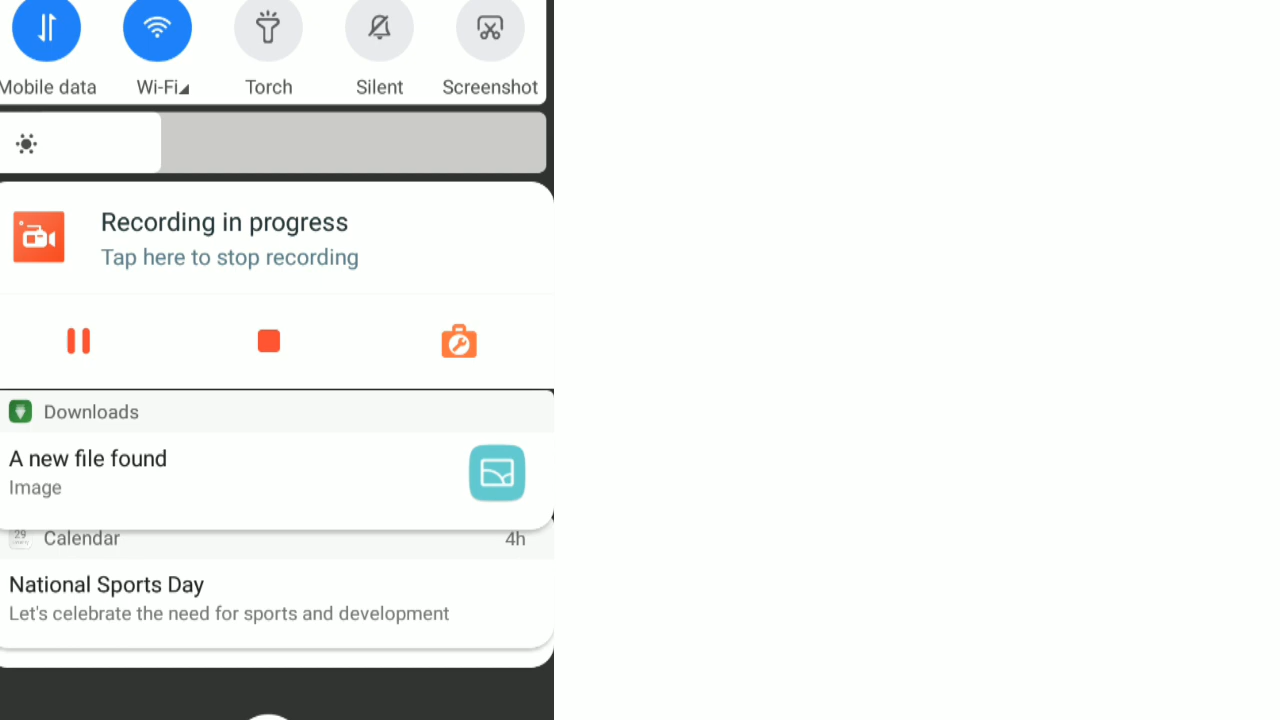 Mobile data Wi-Fi Torch Silent Screenshot
Recording in progress
Tap here to stop recording
Downloads
A new file found
Image
29
Calendar 4h
National Sports Day
Let's celebrate the need for sports and development